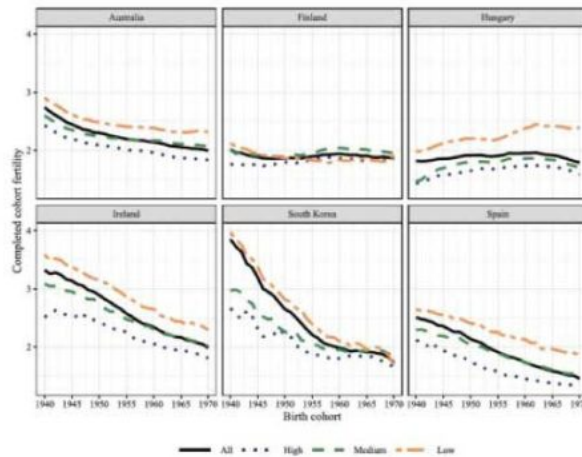 Australia Finland Hungary
4
3
2
Ireland South Korea Spain
4
3
2
1940 1945 1950 1955 1960 1965 1970 1940 1945 1950 1955 1960 1965 1970 1940 1945 1950 1955 1960 1965 1970
Completed cohort fertility
Birth cohort
All High Medium Low